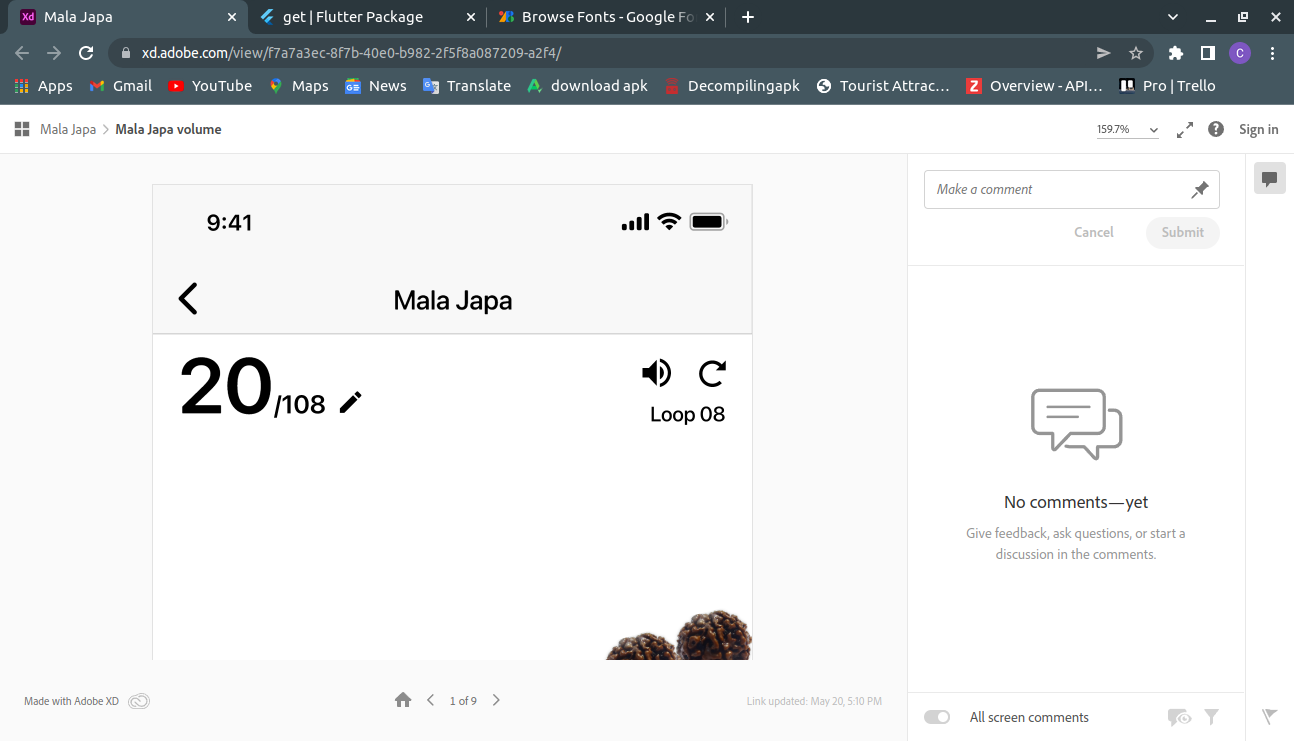 Xd Mala Japa
get | Flutter Package
Browse Fonts - Google Fo
xd.adobe.com/view/f7a7a3ec-8f7b-40e0-b982-2f5f8a087209-a2f4/
C
Apps Gmail YouTube Maps News Translate download apk Decompilingapk Tourist Attrac... Overview - API... Pro | Trello
Mala Japa > Mala Japa volume
159.7%
Sign in
9:41
Mala Japa
20/108
Loop 08
Make a comment
Cancel Submit
No comments—yet
Give feedback, ask questions, or start a
discussion in the comments.
Made with Adobe XD
1 of 9
Link updated: May 20, 5:10 PM
All screen comments